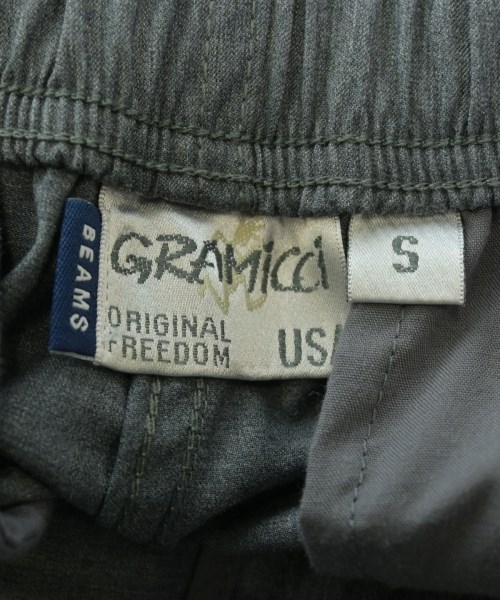 BEAMS
GRAMiCCi
S
ORIGINAL
FREEDOM
USA